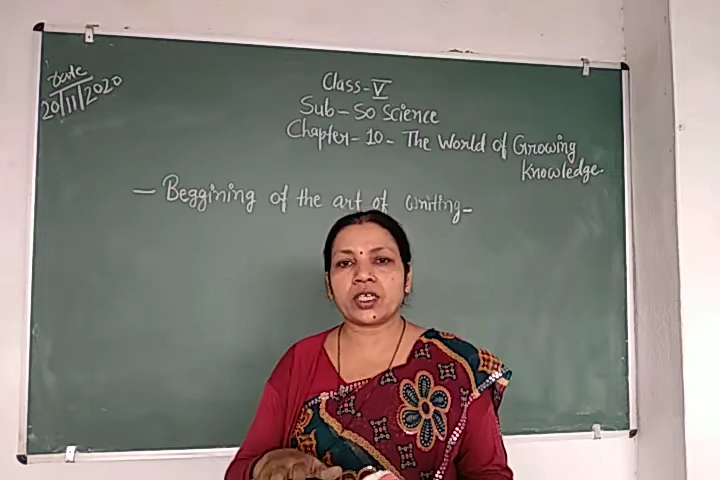 Date
20/11/2020
Class-V
Sub-So Science
Chapter-10-The World of Growing
Knowledge.
- Beggining of the art of writing-